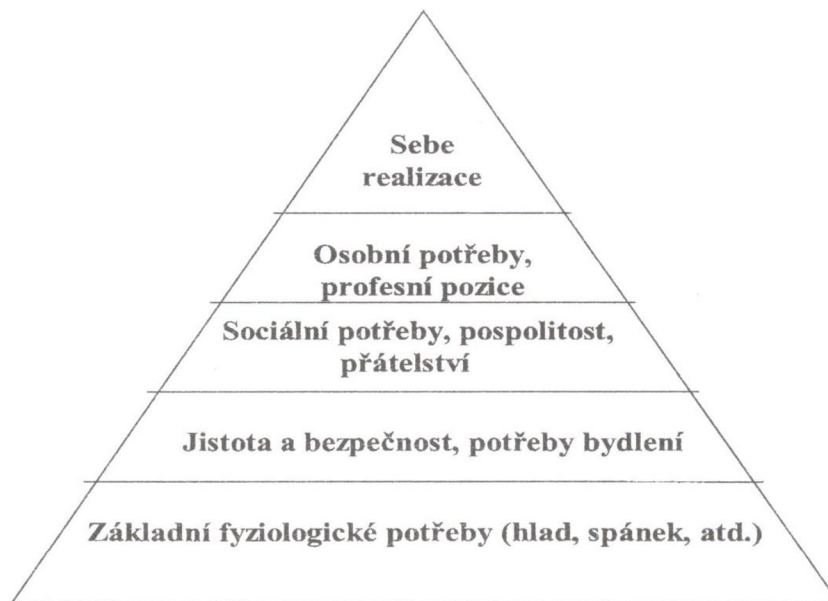 Sebe
realizace
Osobní potřeby,
profesní pozice
Sociální potřeby, pospolitost,
přátelství
Jistota a bezpečnost, potřeby bydlení
Základní fyziologické potřeby (hlad, spánek, atd.)